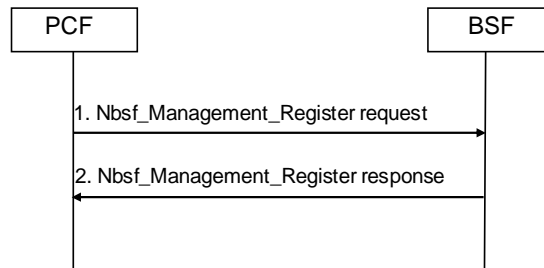 PCF
BSF
1. Nbsf_Management_Register request
2. Nbsf_Management_Register response